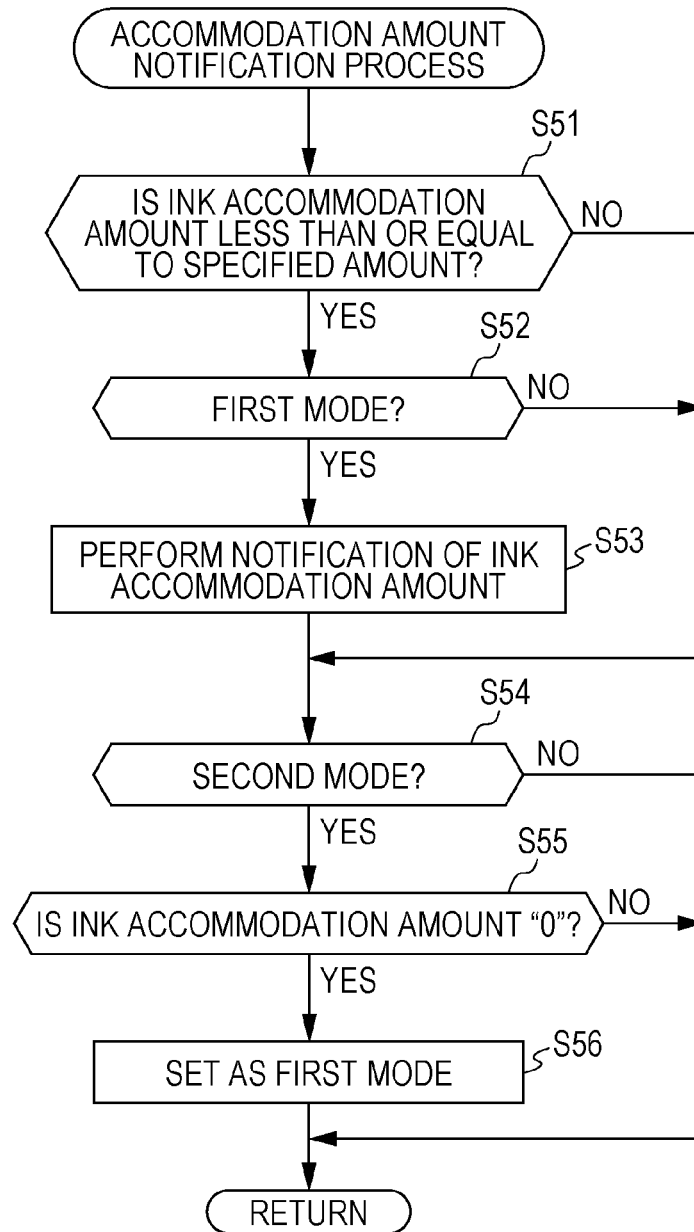 ACCOMMODATION AMOUNT
NOTIFICATION PROCESS
S51
IS INK ACCOMMODATION
AMOUNT LESS THAN OR EQUAL
TO SPECIFIED AMOUNT?
NO
YES
S52
FIRST MODE?
NO
YES
S53
PERFORM NOTIFICATION OF INK
ACCOMMODATION AMOUNT
S54
SECOND MODE?
NO
YES
S55
IS INK ACCOMMODATION AMOUNT “0”?
NO
YES
S56
SET AS FIRST MODE
RETURN